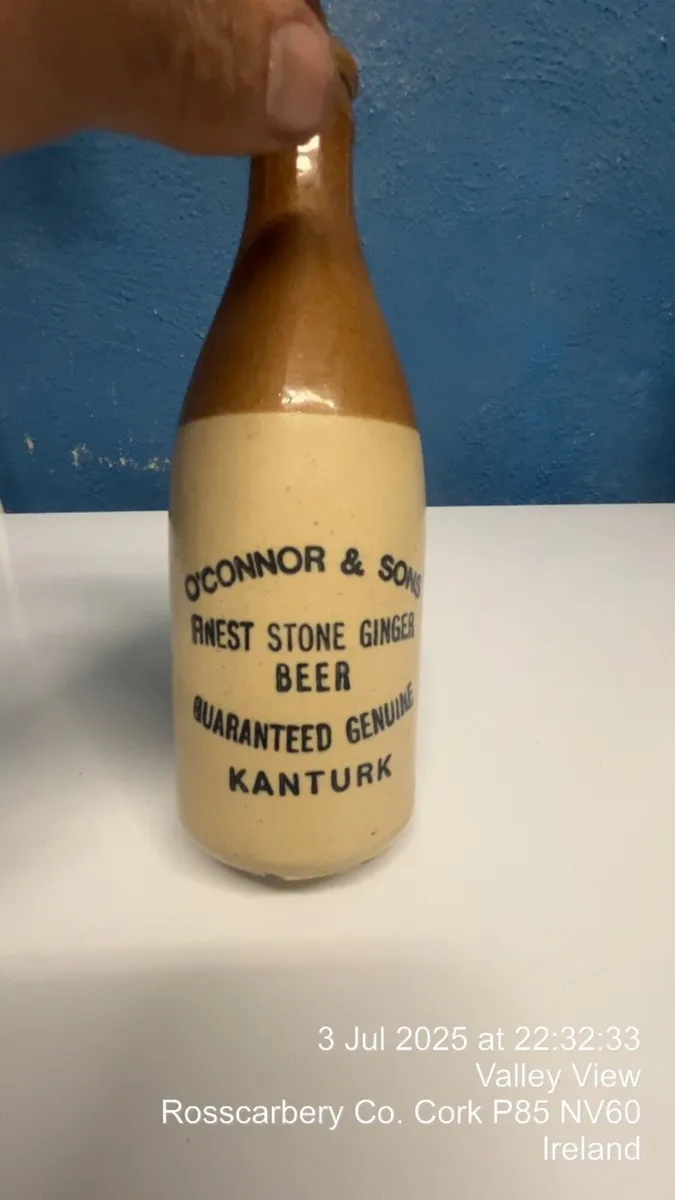 O'CONNOR & SONS
FINEST STONE GINGER
BEER
GUARANTEED GENUINE
KANTURK
3 Jul 2025 at 22:32:33
Valley View
Rosscarbery Co. Cork P85 NV60
Ireland